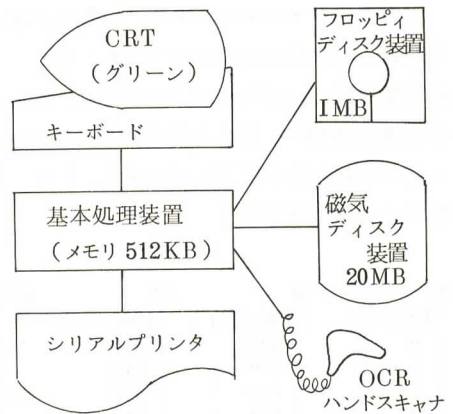 CRT
(グリーン)
キーボード
基本処理装置
(メモリ 512KB)
シリアルプリンタ
フロッピィ
ディスク装置
1MB
磁気
ディスク
装置
20MB
OCR
ハンドスキャナ